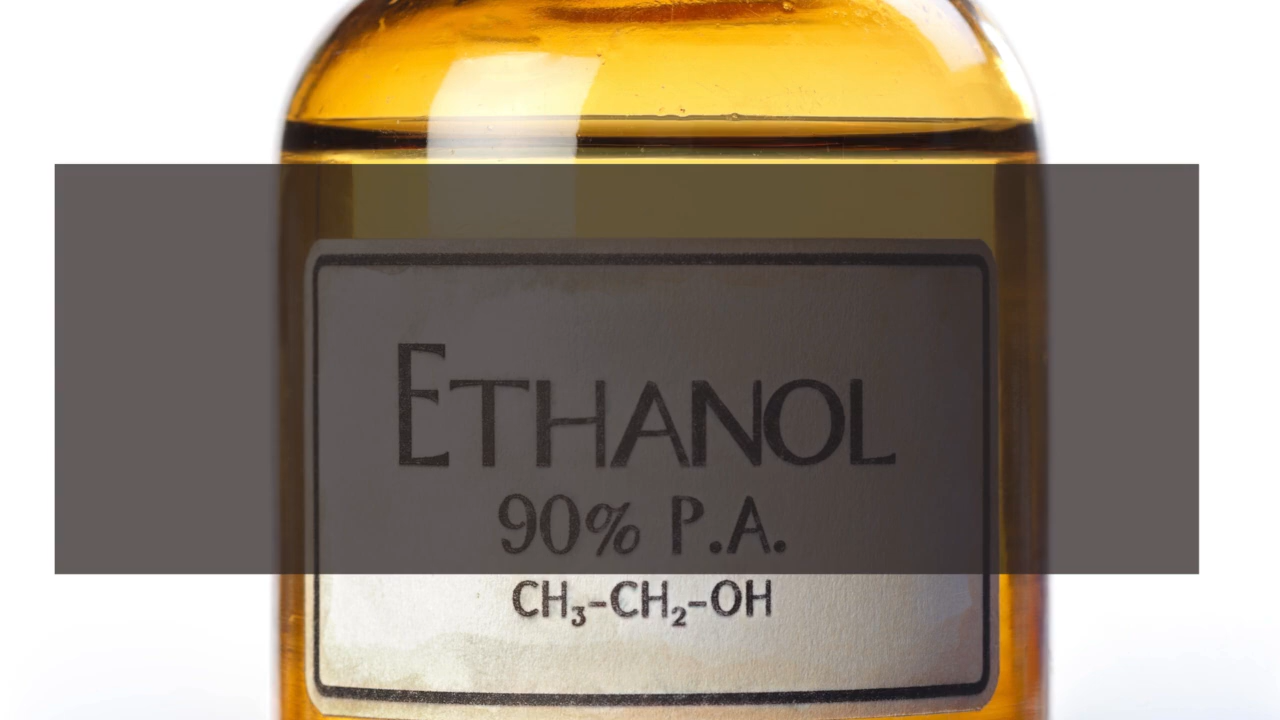 ETHANOL
90% P.A.
CH₃-CH₂-OH